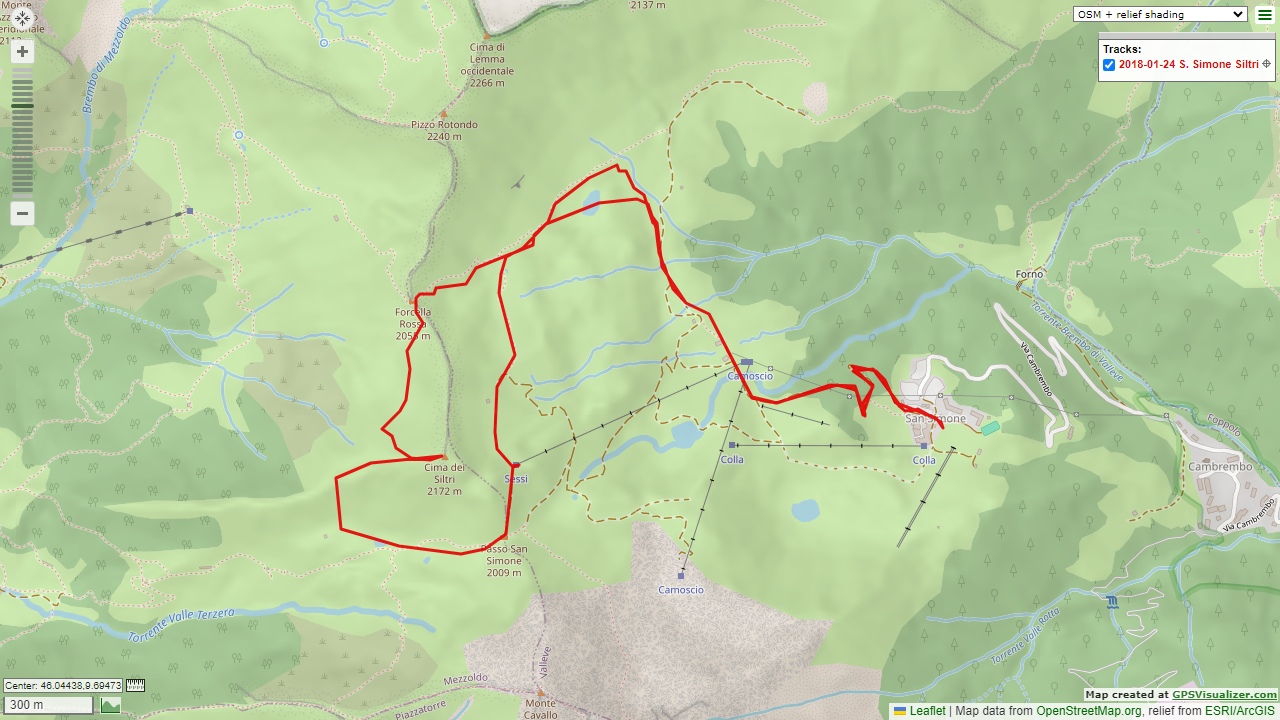 Monte
Azzo
eridionale
Brembo di Mezzoldo
2137 m
Cima di
Lemma
occidentale
2266 m
Pizzo Rotondo
2240 m
OSM + relief shading
Tracks:
2018-01-24 S. Simone Siltri
Forno
Torrente Brembo di Valleve
Via Cambrembo
Forcella
Rossa
2055 m
Camoscio
San Simone
Foppolo
Colla
Colla
Cambrembo
Via Cambrembo
Cima dei
Siltri
2172 m
Sessi
Passo San
Simone
2009 m
Camoscio
Torrente Valle Terzera
Torrente Valle Rotta
Valleve
Mezzoldo
Piazzatorre
Monte
Cavallo
Center: 46.04438,9.69473
300 m
Map created at GPSVisualizer.com
Leaflet | Map data from OpenStreetMap.org, relief from ESRI/ArcGIS